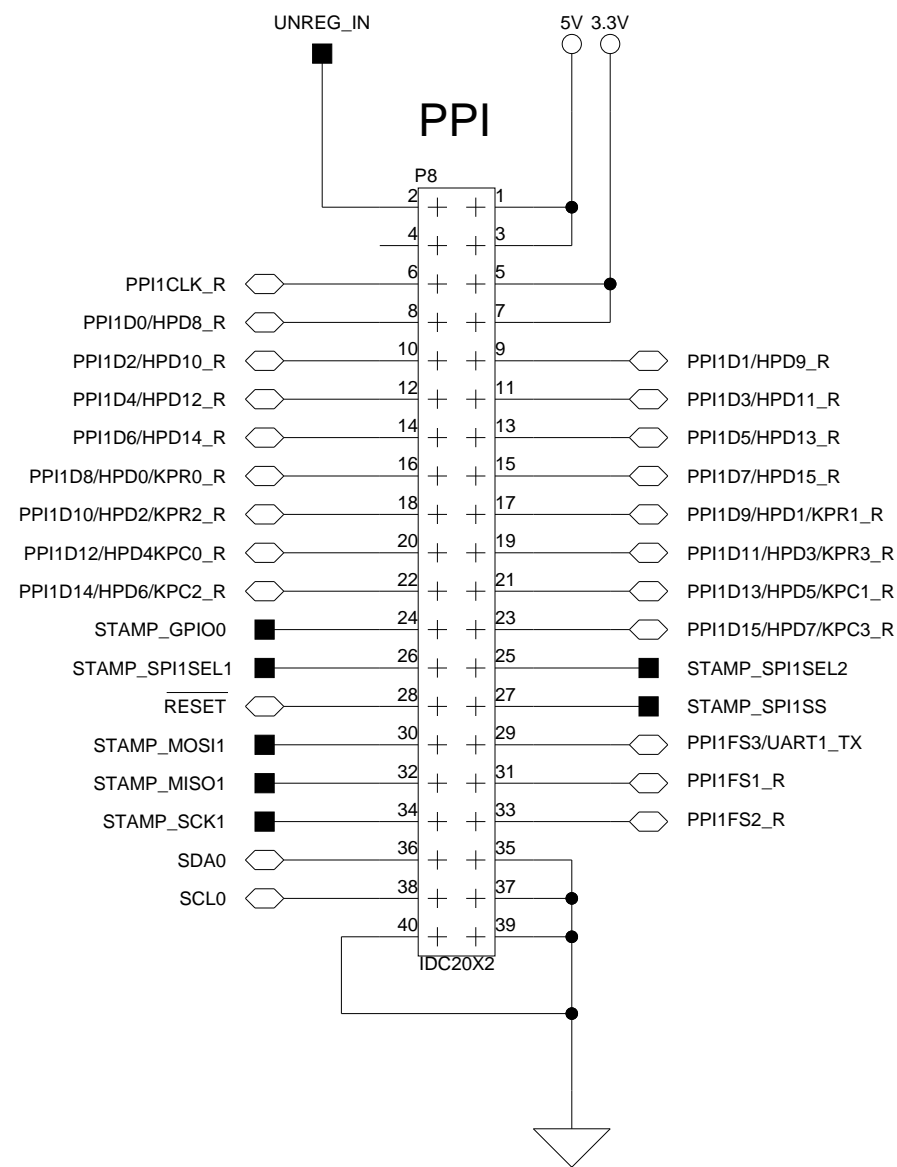 UNREG_IN 5V 3.3V
PPI
P8
2 1
4 3
PPI1CLK_R 6 5
PPI1D0/HPD8_R 8 7
PPI1D2/HPD10_R 10 9 PPI1D1/HPD9_R
PPI1D4/HPD12_R 12 11 PPI1D3/HPD11_R
PPI1D6/HPD14_R 14 13 PPI1D5/HPD13_R
PPI1D8/HPD0/KPR0_R 16 15 PPI1D7/HPD15_R
PPI1D10/HPD2/KPR2_R 18 17 PPI1D9/HPD1/KPR1_R
PPI1D12/HPD4KPC0_R 20 19 PPI1D11/HPD3/KPR3_R
PPI1D14/HPD6/KPC2_R 22 21 PPI1D13/HPD5/KPC1_R
STAMP_GPIO0 24 23 PPI1D15/HPD7/KPC3_R
STAMP_SPI1SEL1 26 25 STAMP_SPI1SEL2
RESET 28 27 STAMP_SPI1SS
STAMP_MOSI1 30 29 PPI1FS3/UART1_TX
STAMP_MISO1 32 31 PPI1FS1_R
STAMP_SCK1 34 33 PPI1FS2_R
SDA0 36 35
SCL0 38 37
40 39
IDC20X2